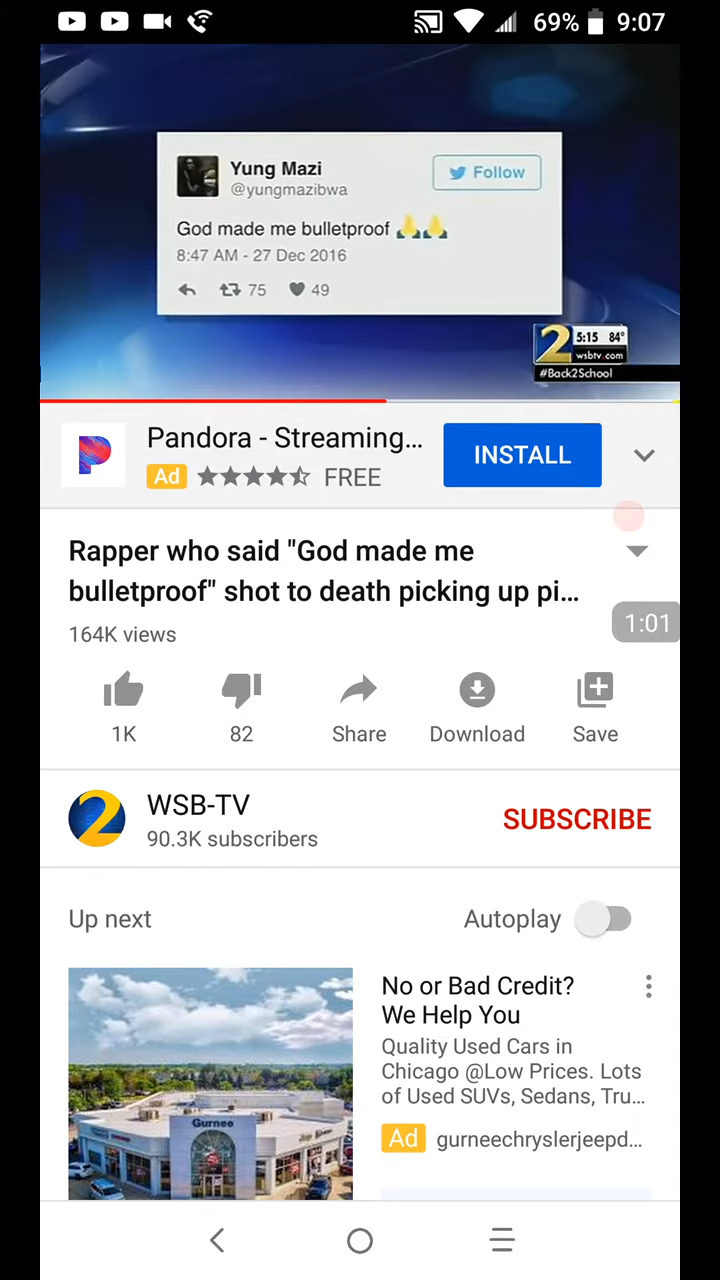 69% 9:07
Yung Mazi
@yungmazibwa
Follow
God made me bulletproof 🙏🙏
8:47 AM - 27 Dec 2016
75 49
2 5:15 84°
wsbtv.com
#Back2School
Pandora - Streaming...
Ad FREE
INSTALL
Rapper who said "God made me
bulletproof" shot to death picking up pi...
164K views
1:01
1K 82 Share Download Save
WSB-TV
90.3K subscribers
SUBSCRIBE
Up next Autoplay
Gurnee
No or Bad Credit?
We Help You
Quality Used Cars in
Chicago @Low Prices. Lots
of Used SUVs, Sedans, Tru...
Ad gurneechryslerjeepd...